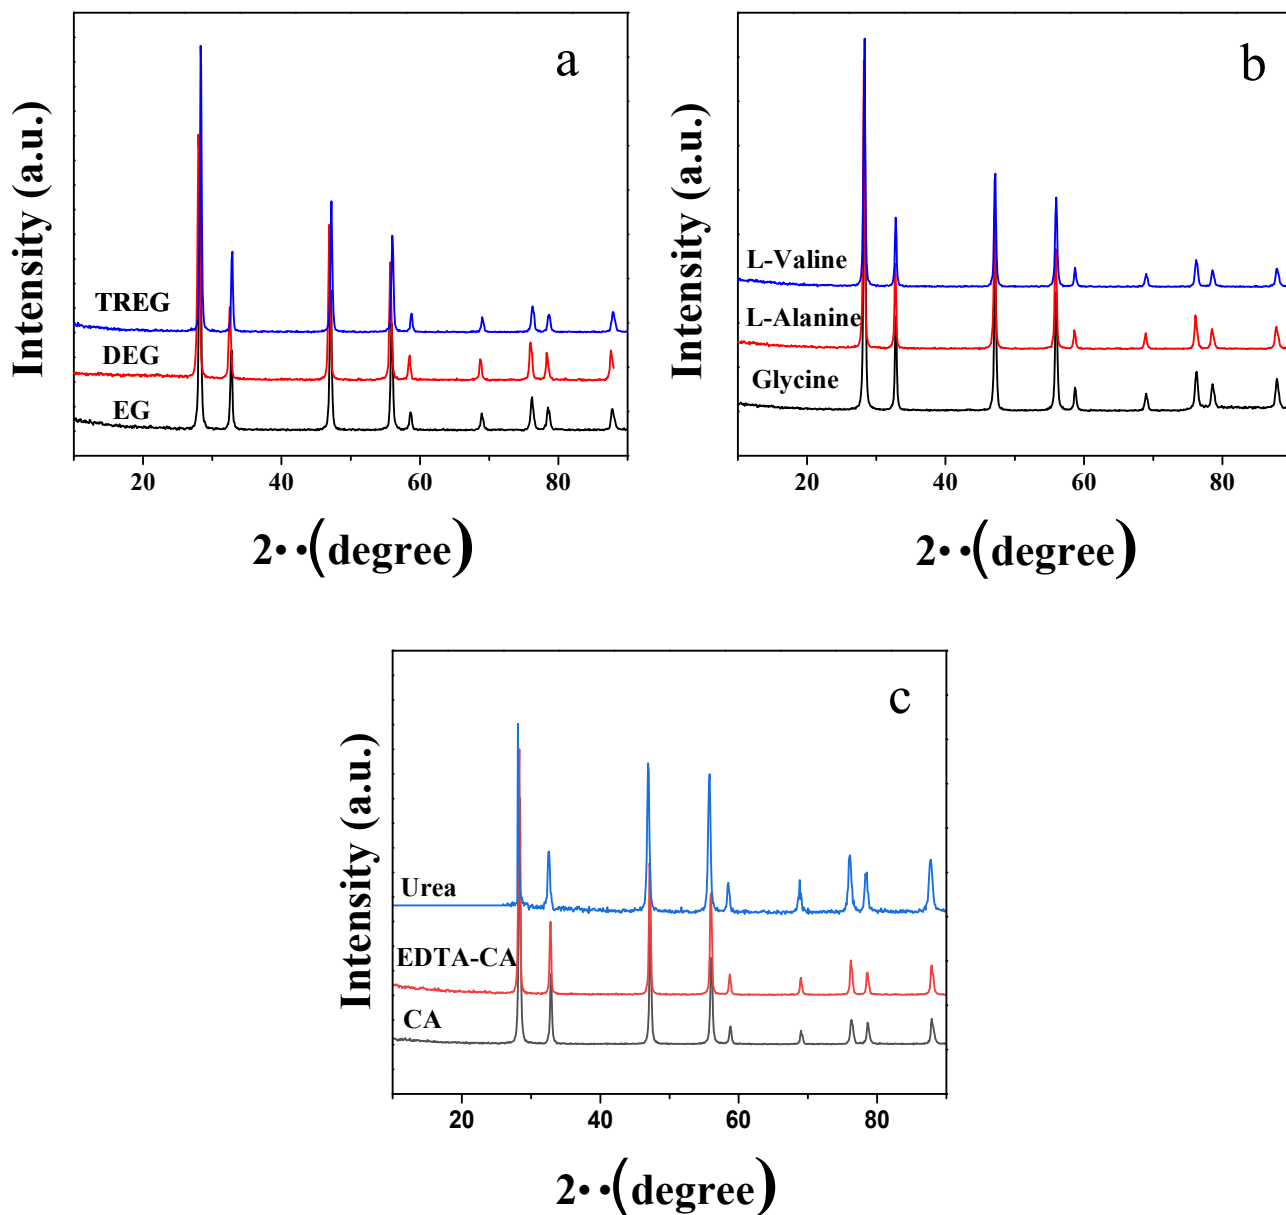 a
Intensity (a.u.)
TREG
DEG
EG
20 40 60 80
2••(degree)
b
Intensity (a.u.)
L-Valine
L-Alanine
Glycine
20 40 60 80
2••(degree)
c
Intensity (a.u.)
Urea
EDTA-CA
CA
20 40 60 80
2••(degree)